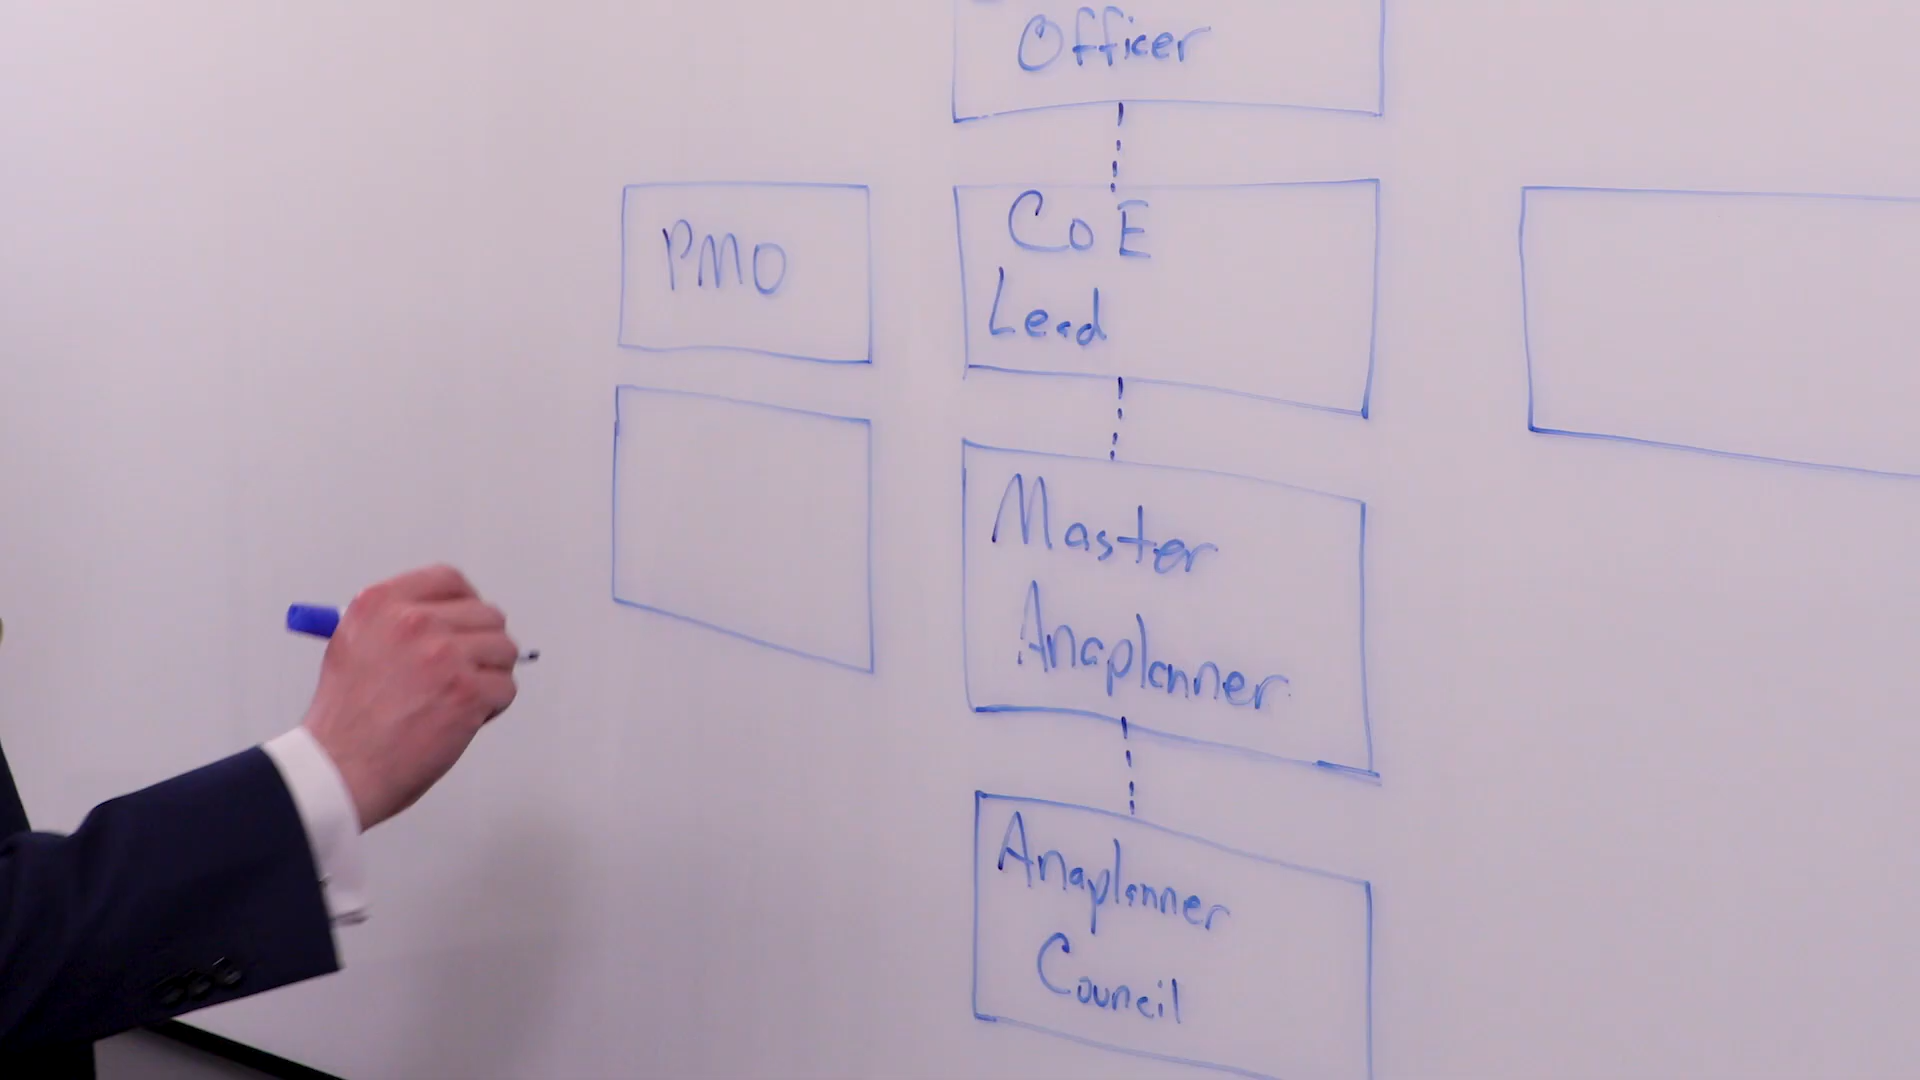 Officer
PMO
CoE
Lead
Master
Anaplanner
Anaplanner
Council